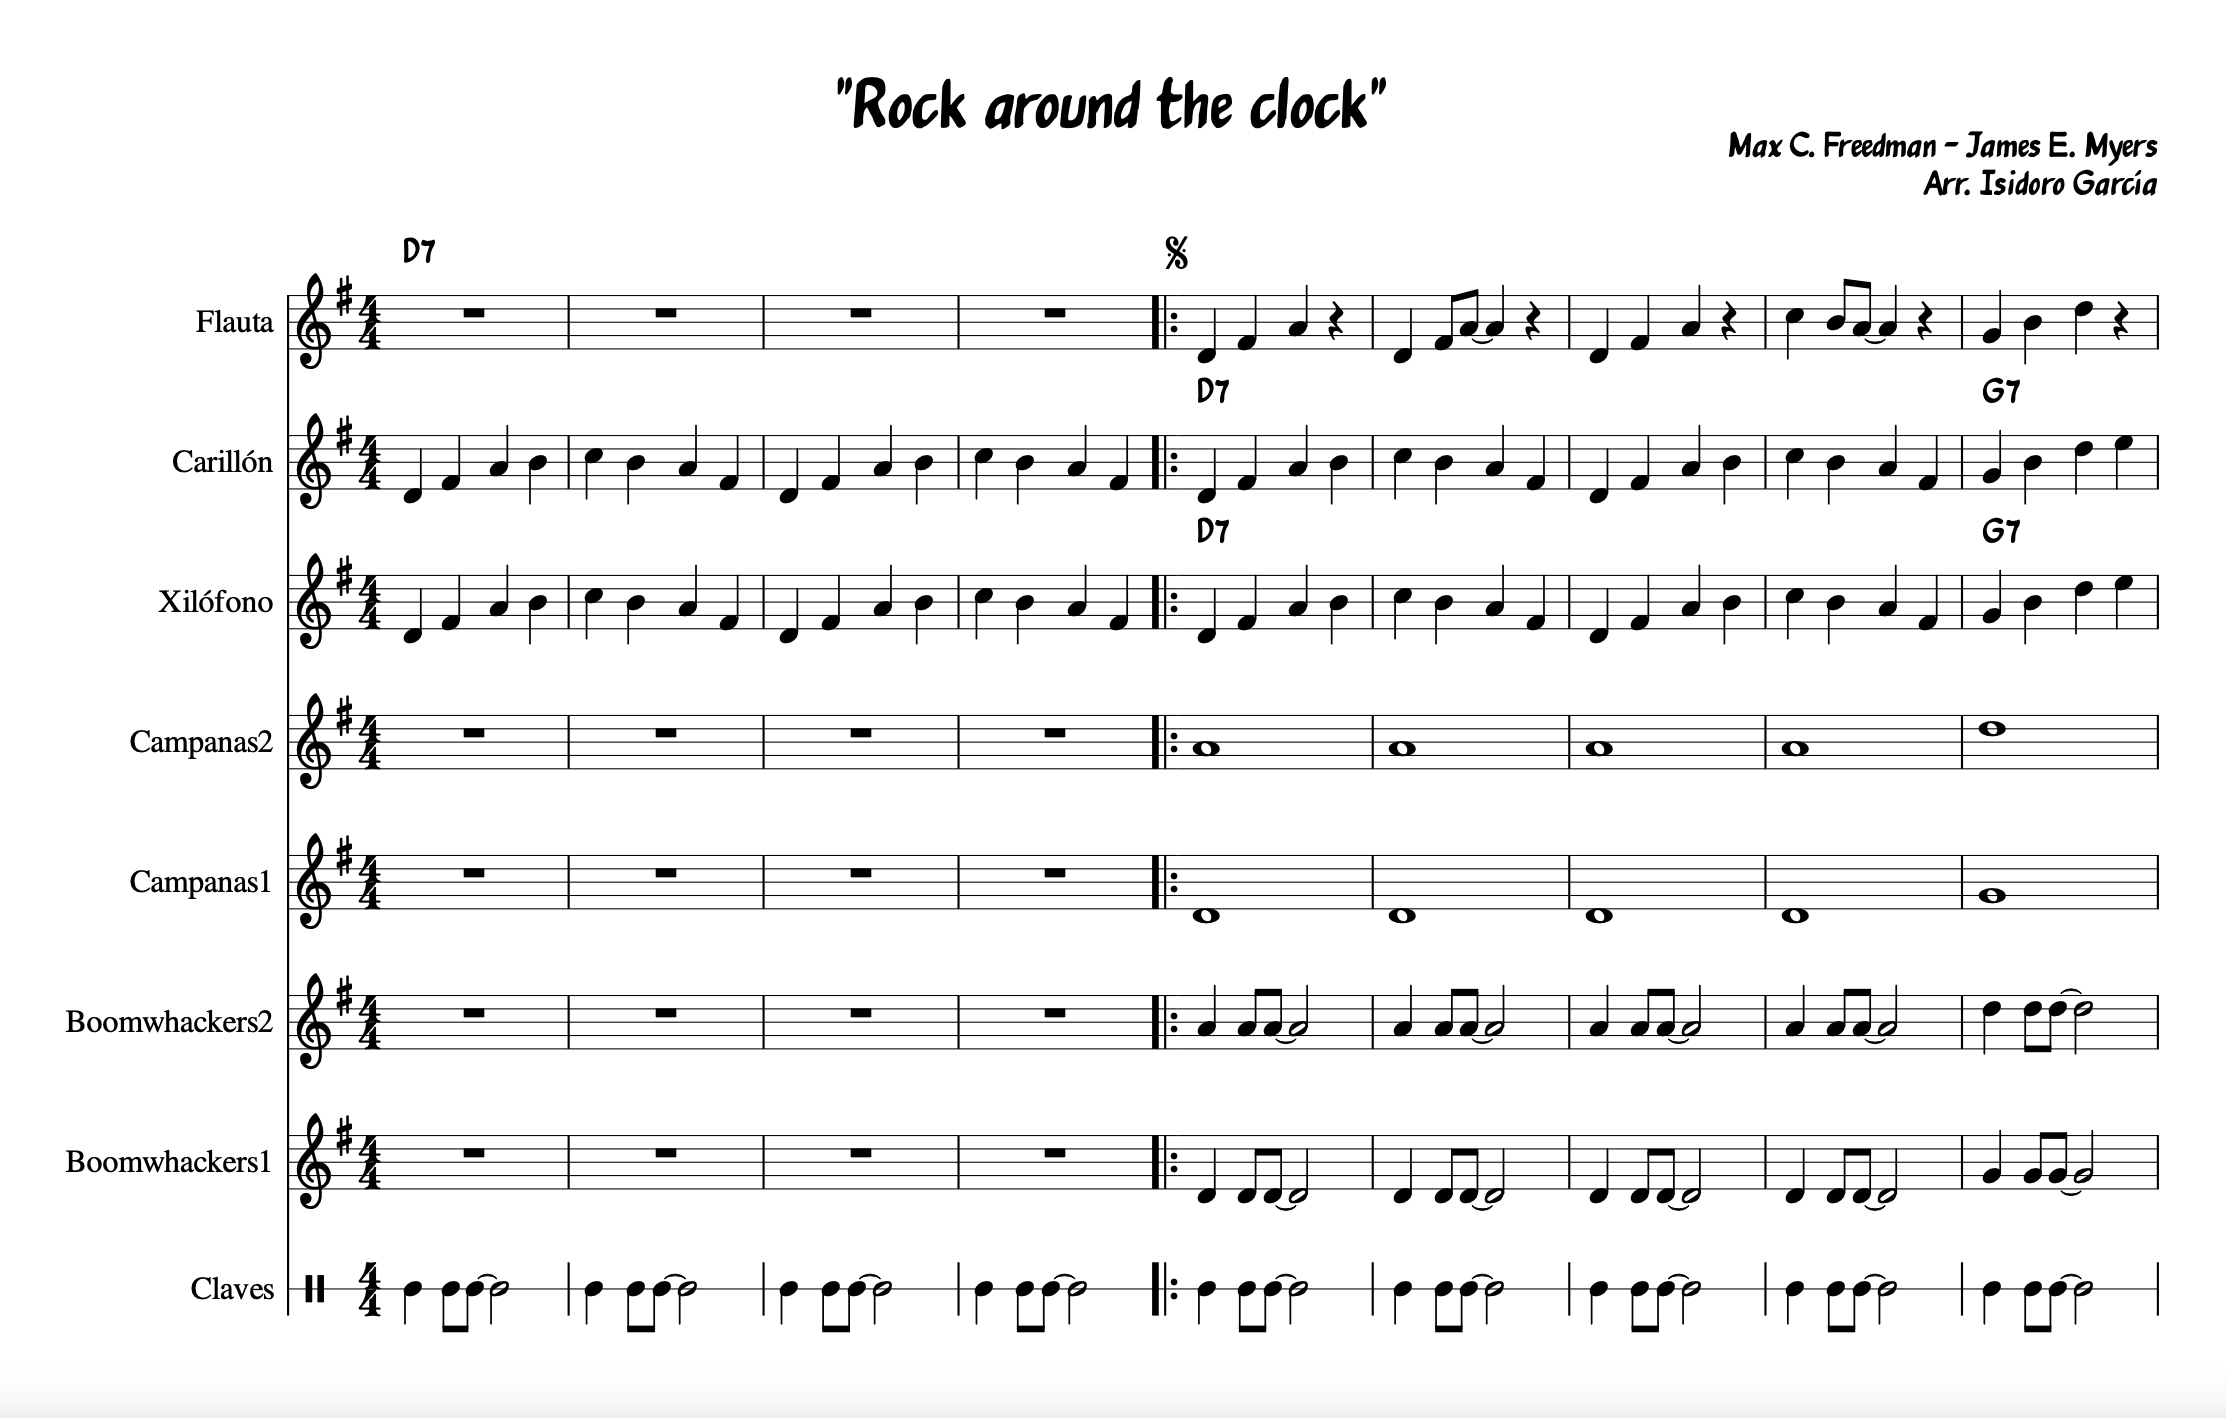 "Rock around the clock"
Max C. Freedman - James E. Myers
Arr. Isidoro García
D7
Flauta
D7 G7
Carillón
D7 G7
Xilófono
Campanas2
Campanas1
Boomwhackers2
Boomwhackers1
Claves